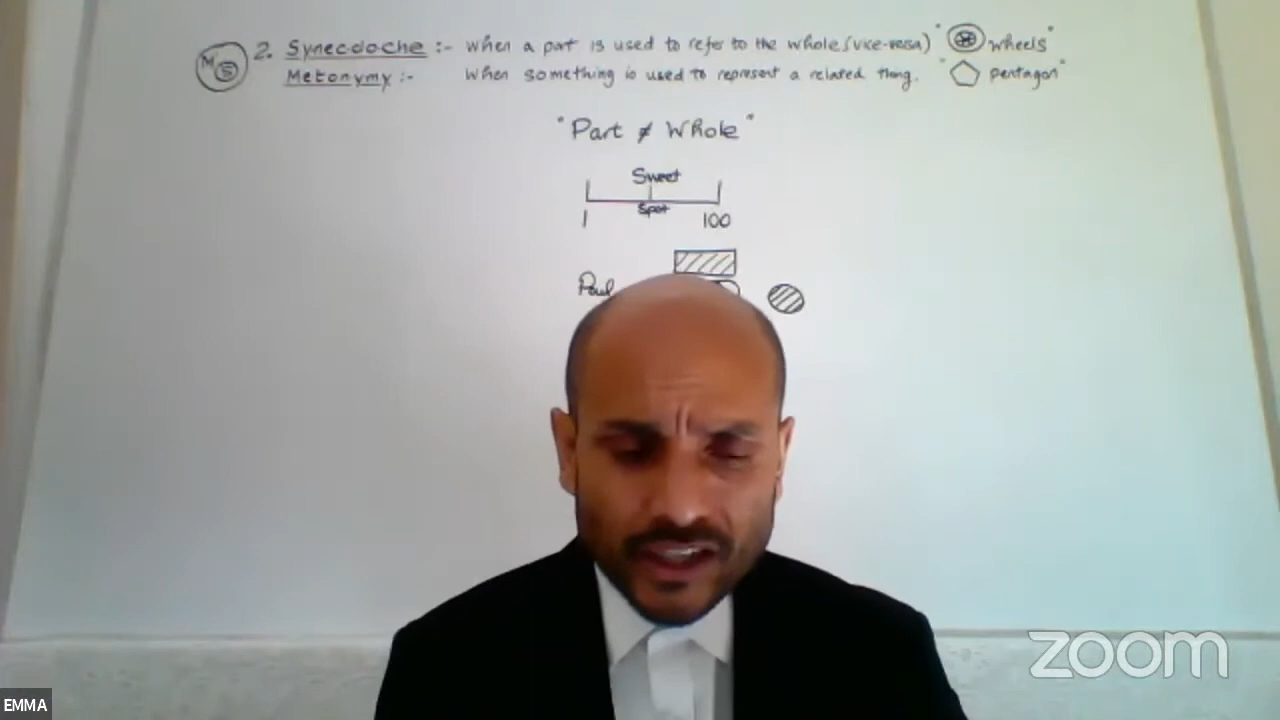 M S 2. Synecdoche :- When a part is used to refer to the whole (vice-versa) " wheels"
Metonymy :- When something is used to represent a related thing. " pentagon"
"Part ≠ Whole"
Sweet
Spot
1 100
Paul
zoom
EMMA